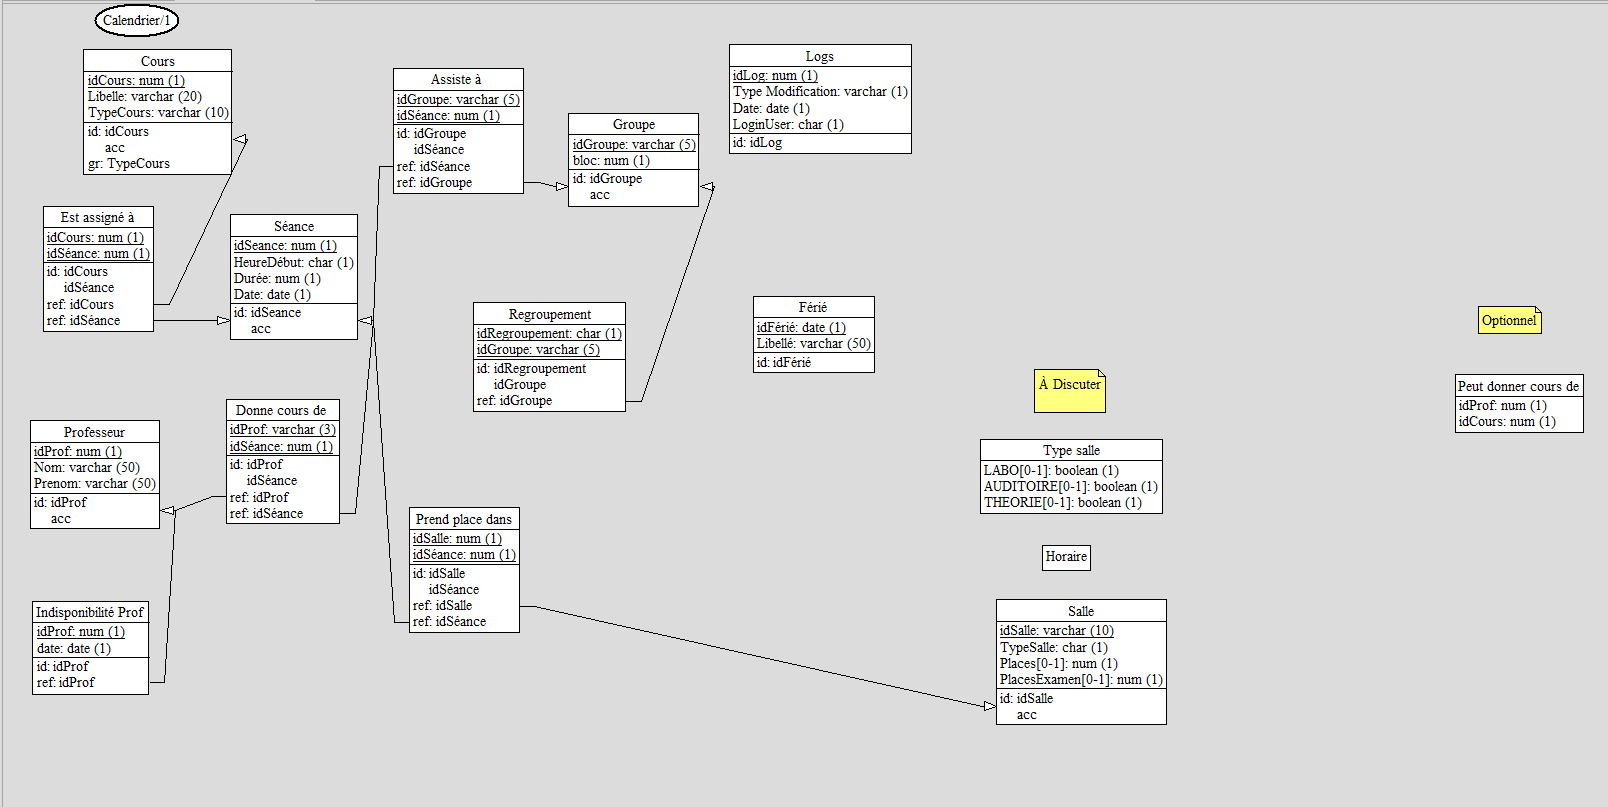 Calendrier/1
Cours
idCours: num (1)
Libelle: varchar (20)
TypeCours: varchar (10)
id: idCours
acc
gr: TypeCours
Assiste à
idGroupe: varchar (5)
idSéance: num (1)
id: idGroupe
idSéance
ref: idSéance
ref: idGroupe
Groupe
idGroupe: varchar (5)
bloc: num (1)
id: idGroupe
acc
Logs
idLog: num (1)
Type Modification: varchar (1)
Date: date (1)
LoginUser: char (1)
id: idLog
Est assigné à
idCours: num (1)
idSéance: num (1)
id: idCours
idSéance
ref: idCours
ref: idSéance
Séance
idSeance: num (1)
HeureDébut: char (1)
Durée: num (1)
Date: date (1)
id: idSeance
acc
Regroupement
idRegroupement: char (1)
idGroupe: varchar (5)
id: idRegroupement
idGroupe
ref: idGroupe
Férié
idFérié: date (1)
Libellé: varchar (50)
id: idFérié
Optionnel
À Discuter
Peut donner cours de
idProf: num (1)
idCours: num (1)
Professeur
idProf: num (1)
Nom: varchar (50)
Prenom: varchar (50)
id: idProf
acc
Donne cours de
idProf: varchar (3)
idSéance: num (1)
id: idProf
idSéance
ref: idProf
ref: idSéance
Type salle
LABO[0-1]: boolean (1)
AUDITOIRE[0-1]: boolean (1)
THEORIE[0-1]: boolean (1)
Prend place dans
idSalle: num (1)
idSéance: num (1)
id: idSalle
idSéance
ref: idSalle
ref: idSéance
Horaire
Indisponibilité Prof
idProf: num (1)
date: date (1)
id: idProf
ref: idProf
Salle
idSalle: varchar (10)
TypeSalle: char (1)
Places[0-1]: num (1)
PlacesExamen[0-1]: num (1)
id: idSalle
acc